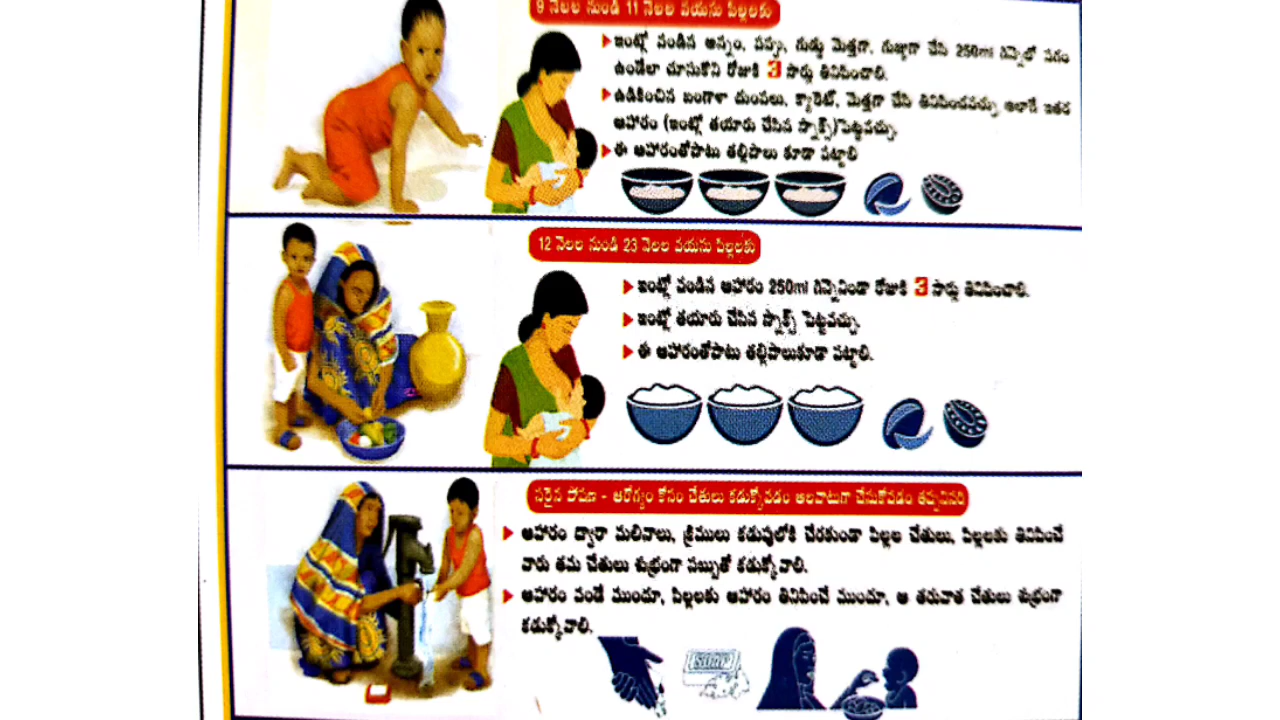 9 నెలల నుండి 11 నెలల వయసు పిల్లలకు
ఇంట్లో వండిన అన్నం, పప్పు, గుడ్డు మెత్తగా, గుజ్జుగా చేసి 250ml గిన్నెలో సగం
ఉండేలా చూసుకొని రోజుకి 3 సార్లు తినిపించాలి.
ఉడికించిన బంగాళా దుంపలు, క్యారెట్, మెత్తగా చేసి తినిపించవచ్చు అలాగే ఇతర
ఆహారం (ఇంట్లో తయారు చేసిన స్నాక్స్)పెట్టవచ్చు.
ఈ ఆహారంతోపాటు తల్లిపాలు కూడా పట్టాలి
12 నెలల నుండి 23 నెలల వయసు పిల్లలకు
ఇంట్లో వండిన ఆహారం 250ml గిన్నెనిండా రోజుకి 3 సార్లు తినిపించాలి.
ఇంట్లో తయారు చేసిన స్నాక్స్ పెట్టవచ్చు.
ఈ ఆహారంతోపాటు తల్లిపాలుకూడా పట్టాలి.
సరైన పోషణ - ఆరోగ్యం కోసం చేతులు కడుక్కోవడం అలవాటుగా చేసుకోవడం తప్పనిసరి
ఆహారం ద్వారా మలినాలు, క్రిములు కడుపులోకి చేరకుండా పిల్లల చేతులు, పిల్లలకు తినిపించే
వారు తమ చేతులు శుభ్రంగా సబ్బుతో కడుక్కోవాలి.
ఆహారం వండే ముందూ, పిల్లలకు ఆహారం తినిపించే ముందూ, ఆ తరువాత చేతులు శుభ్రంగా
కడుక్కోవాలి.
SOAP